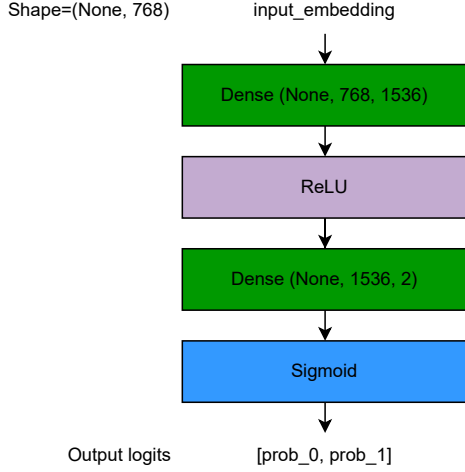 Shape=(None, 768) input_embedding
Dense (None, 768, 1536)
ReLU
Dense (None, 1536, 2)
Sigmoid
Output logits [prob_0, prob_1]